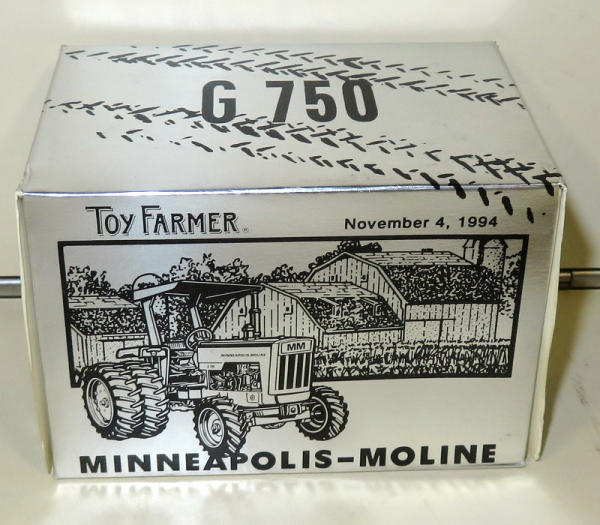 G 750
TOY FARMER®
November 4, 1994
MM
MINNEAPOLIS-MOLINE
MINNEAPOLIS-MOLINE